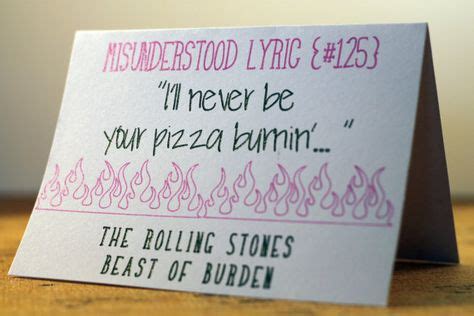 MISUNDERSTOOD LYRIC {#125}
"I'll never be
your pizza burnin'... "
THE ROLLING STONES
BEAST OF BURDEN